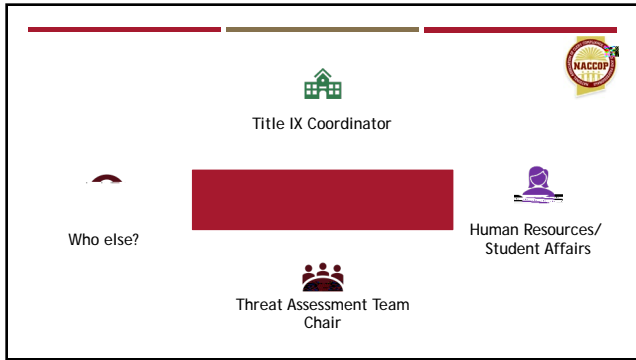 NACCOP
Title IX Coordinator
Who else?
Human Resources/
Student Affairs
Threat Assessment Team
Chair